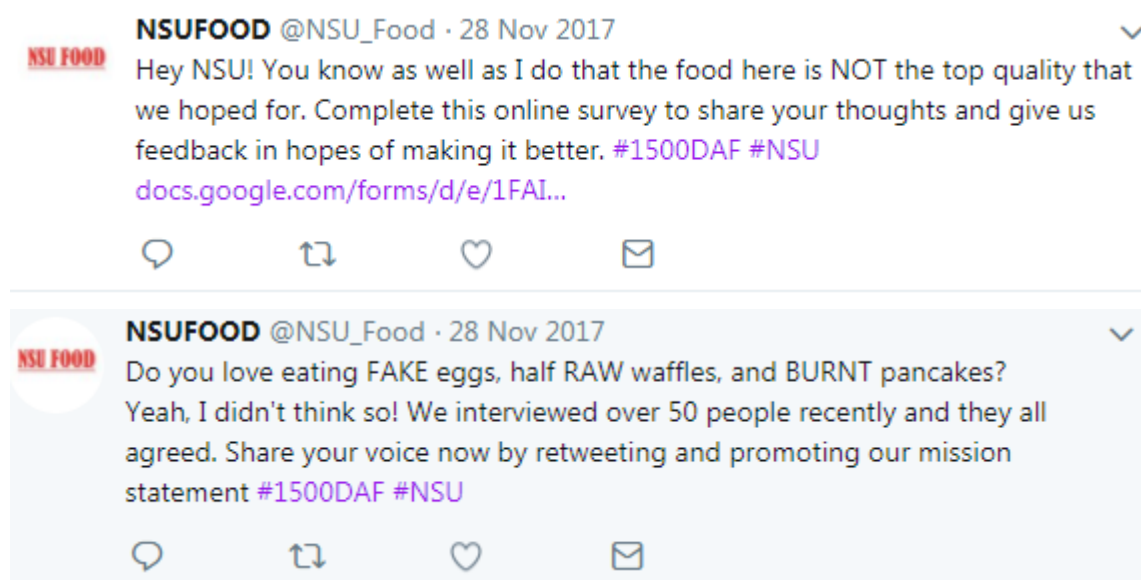 NSUFOOD @NSU_Food · 28 Nov 2017
NSU FOOD
Hey NSU! You know as well as I do that the food here is NOT the top quality that
we hoped for. Complete this online survey to share your thoughts and give us
feedback in hopes of making it better. #1500DAF #NSU
docs.google.com/forms/d/e/1FAI...
NSUFOOD @NSU_Food · 28 Nov 2017
NSU FOOD
Do you love eating FAKE eggs, half RAW waffles, and BURNT pancakes?
Yeah, I didn't think so! We interviewed over 50 people recently and they all
agreed. Share your voice now by retweeting and promoting our mission
statement #1500DAF #NSU